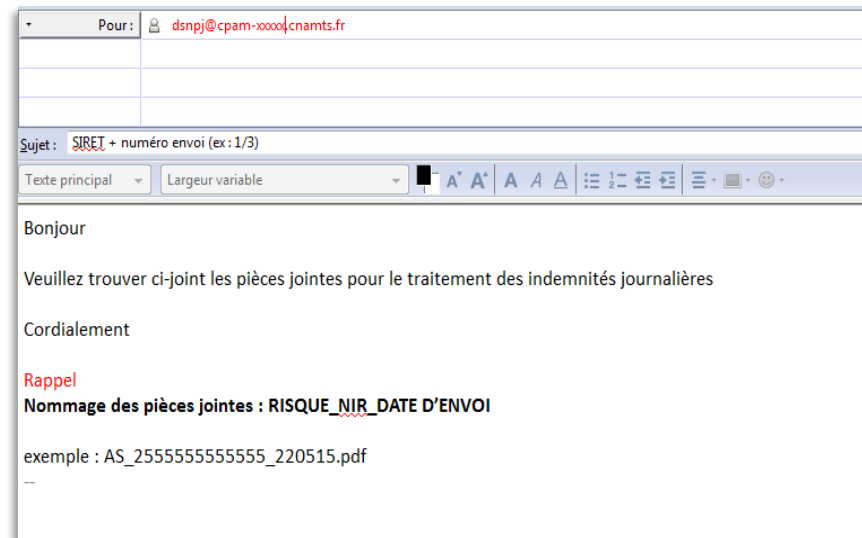 Pour :
dsnpj@cpam-xxxxx.cnamts.fr
Sujet : SIRET + numéro envoi (ex : 1/3)
Texte principal Largeur variable
Bonjour
Veuillez trouver ci-joint les pièces jointes pour le traitement des indemnités journalières
Cordialement
Rappel
Nommage des pièces jointes : RISQUE_NIR_DATE D’ENVOI
exemple : AS_2555555555555_220515.pdf
--